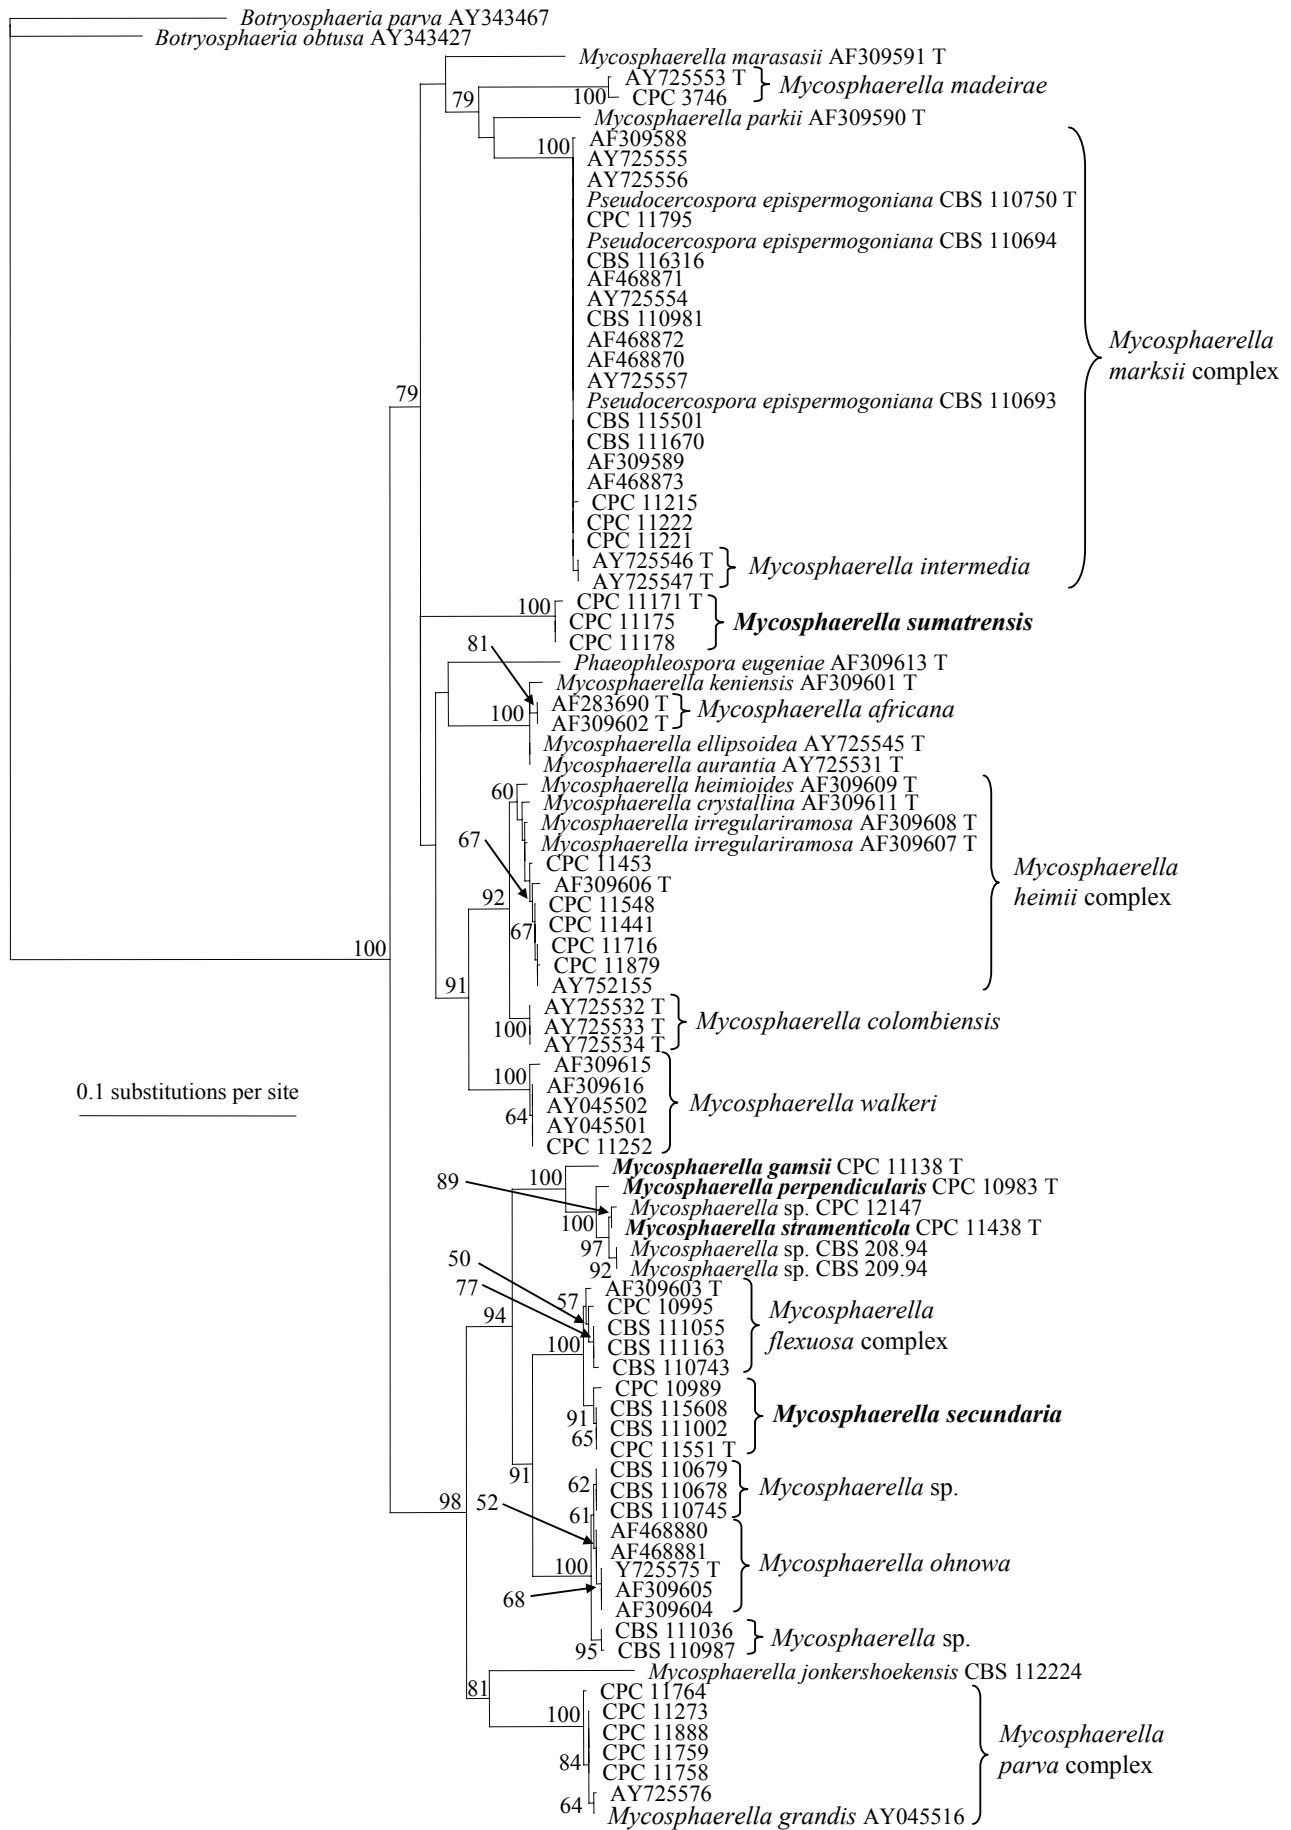 Botryosphaeria parva AY343467
Botryosphaeria obtusa AY343427
Mycosphaerella marasasii AF309591 T
AY725553 T
Mycosphaerella madeirae
79
100
CPC 3746
Mycosphaerella parkii AF309590 T
100
AF309588
AY725555
AY725556
Pseudocercospora epispermogoniana CBS 110750 T
CPC 11795
Pseudocercospora epispermogoniana CBS 110694
CBS 116316
AF468871
AY725554
CBS 110981
AF468872
AF468870
AY725557
Mycosphaerella
marksii complex
79
Pseudocercospora epispermogoniana CBS 110693
CBS 115501
CBS 111670
AF309589
AF468873
CPC 11215
CPC 11222
CPC 11221
AY725546 T
AY725547 T
Mycosphaerella intermedia
100
CPC 11171 T
CPC 11175
CPC 11178
Mycosphaerella sumatrensis
81
Phaeophleospora eugeniae AF309613 T
Mycosphaerella keniensis AF309601 T
100
AF283690 T
AF309602 T
Mycosphaerella africana
Mycosphaerella ellipsoidea AY725545 T
Mycosphaerella aurantia AY725531 T
60
Mycosphaerella heimioides AF309609 T
Mycosphaerella crystallina AF309611 T
Mycosphaerella irregulariramosa AF309608 T
67
Mycosphaerella irregulariramosa AF309607 T
CPC 11453
AF309606 T
92
CPC 11548
67
CPC 11441
CPC 11716
CPC 11879
AY752155
Mycosphaerella
heimii complex
100
91
AY725532 T
100
AY725533 T
AY725534 T
Mycosphaerella colombiensis
100
AF309615
AF309616
AY045502
64
AY045501
CPC 11252
Mycosphaerella walkeri
0.1 substitutions per site
100
Mycosphaerella gamsii CPC 11138 T
89
Mycosphaerella perpendicularis CPC 10983 T
Mycosphaerella sp. CPC 12147
100
Mycosphaerella stramenticola CPC 11438 T
97
Mycosphaerella sp. CBS 208.94
92
Mycosphaerella sp. CBS 209.94
50
77
57
AF309603 T
CPC 10995
CBS 111055
CBS 111163
CBS 110743
Mycosphaerella
flexuosa complex
94
100
CPC 10989
91
CBS 115608
65
CBS 111002
CPC 11551 T
Mycosphaerella secundaria
91
CBS 110679
62
CBS 110678
CBS 110745
Mycosphaerella sp.
98
52
61
AF468880
AF468881
100
Y725575 T
68
AF309605
AF309604
Mycosphaerella ohnowa
CBS 111036
95
CBS 110987
Mycosphaerella sp.
81
Mycosphaerella jonkershoekensis CBS 112224
CPC 11764
100
CPC 11273
CPC 11888
84
CPC 11759
CPC 11758
AY725576
64
Mycosphaerella grandis AY045516
Mycosphaerella
parva complex